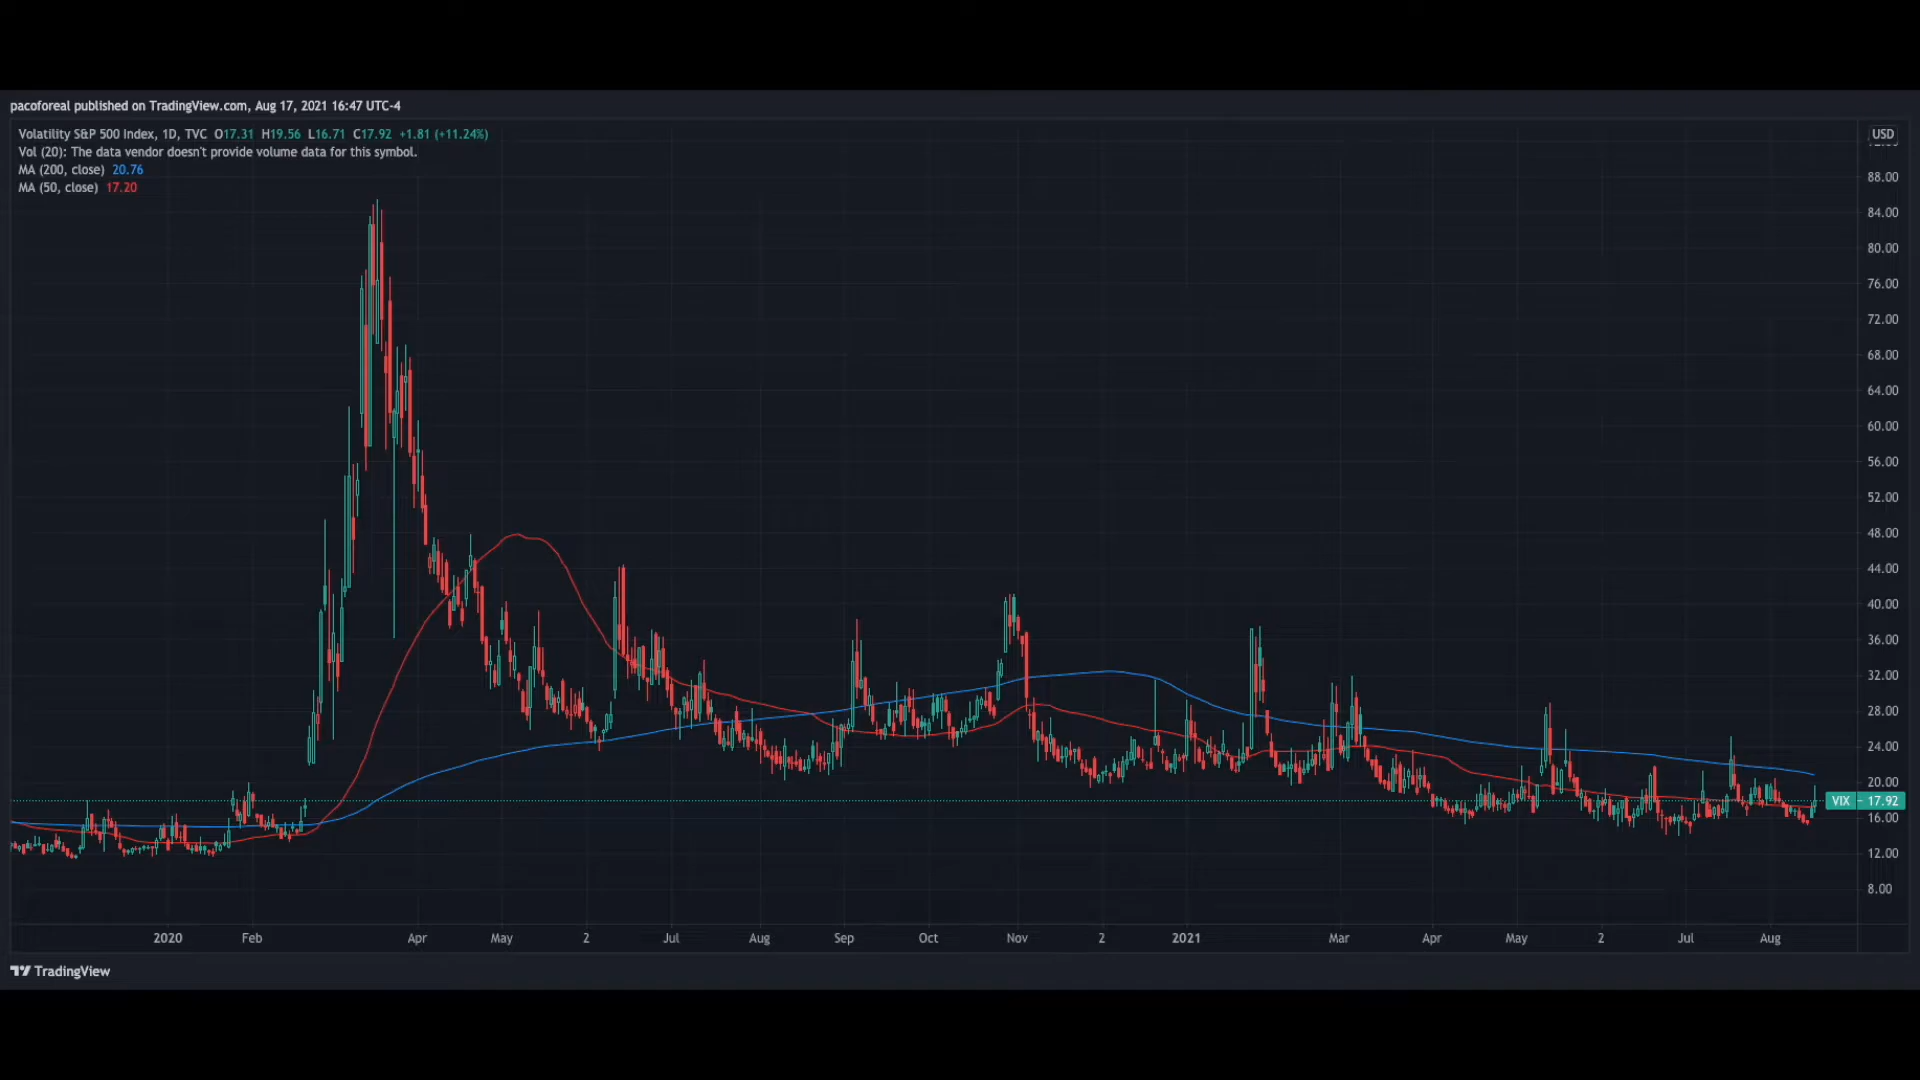 pacoforeal published on TradingView.com, Aug 17, 2021 16:47 UTC-4
Volatility S&P 500 Index, 1D, TVC O17.31 H19.56 L16.71 C17.92 +1.81 (+11.24%)
Vol (20): The data vendor doesn't provide volume data for this symbol.
MA (200, close) 20.76
MA (50, close) 17.20
USD
88.00
84.00
80.00
76.00
72.00
68.00
64.00
60.00
56.00
52.00
48.00
44.00
40.00
36.00
32.00
28.00
24.00
20.00
VIX 17.92
16.00
12.00
8.00
2020 Feb Apr May 2 Jul Aug Sep Oct Nov 2 2021 Mar Apr May 2 Jul Aug
TradingView